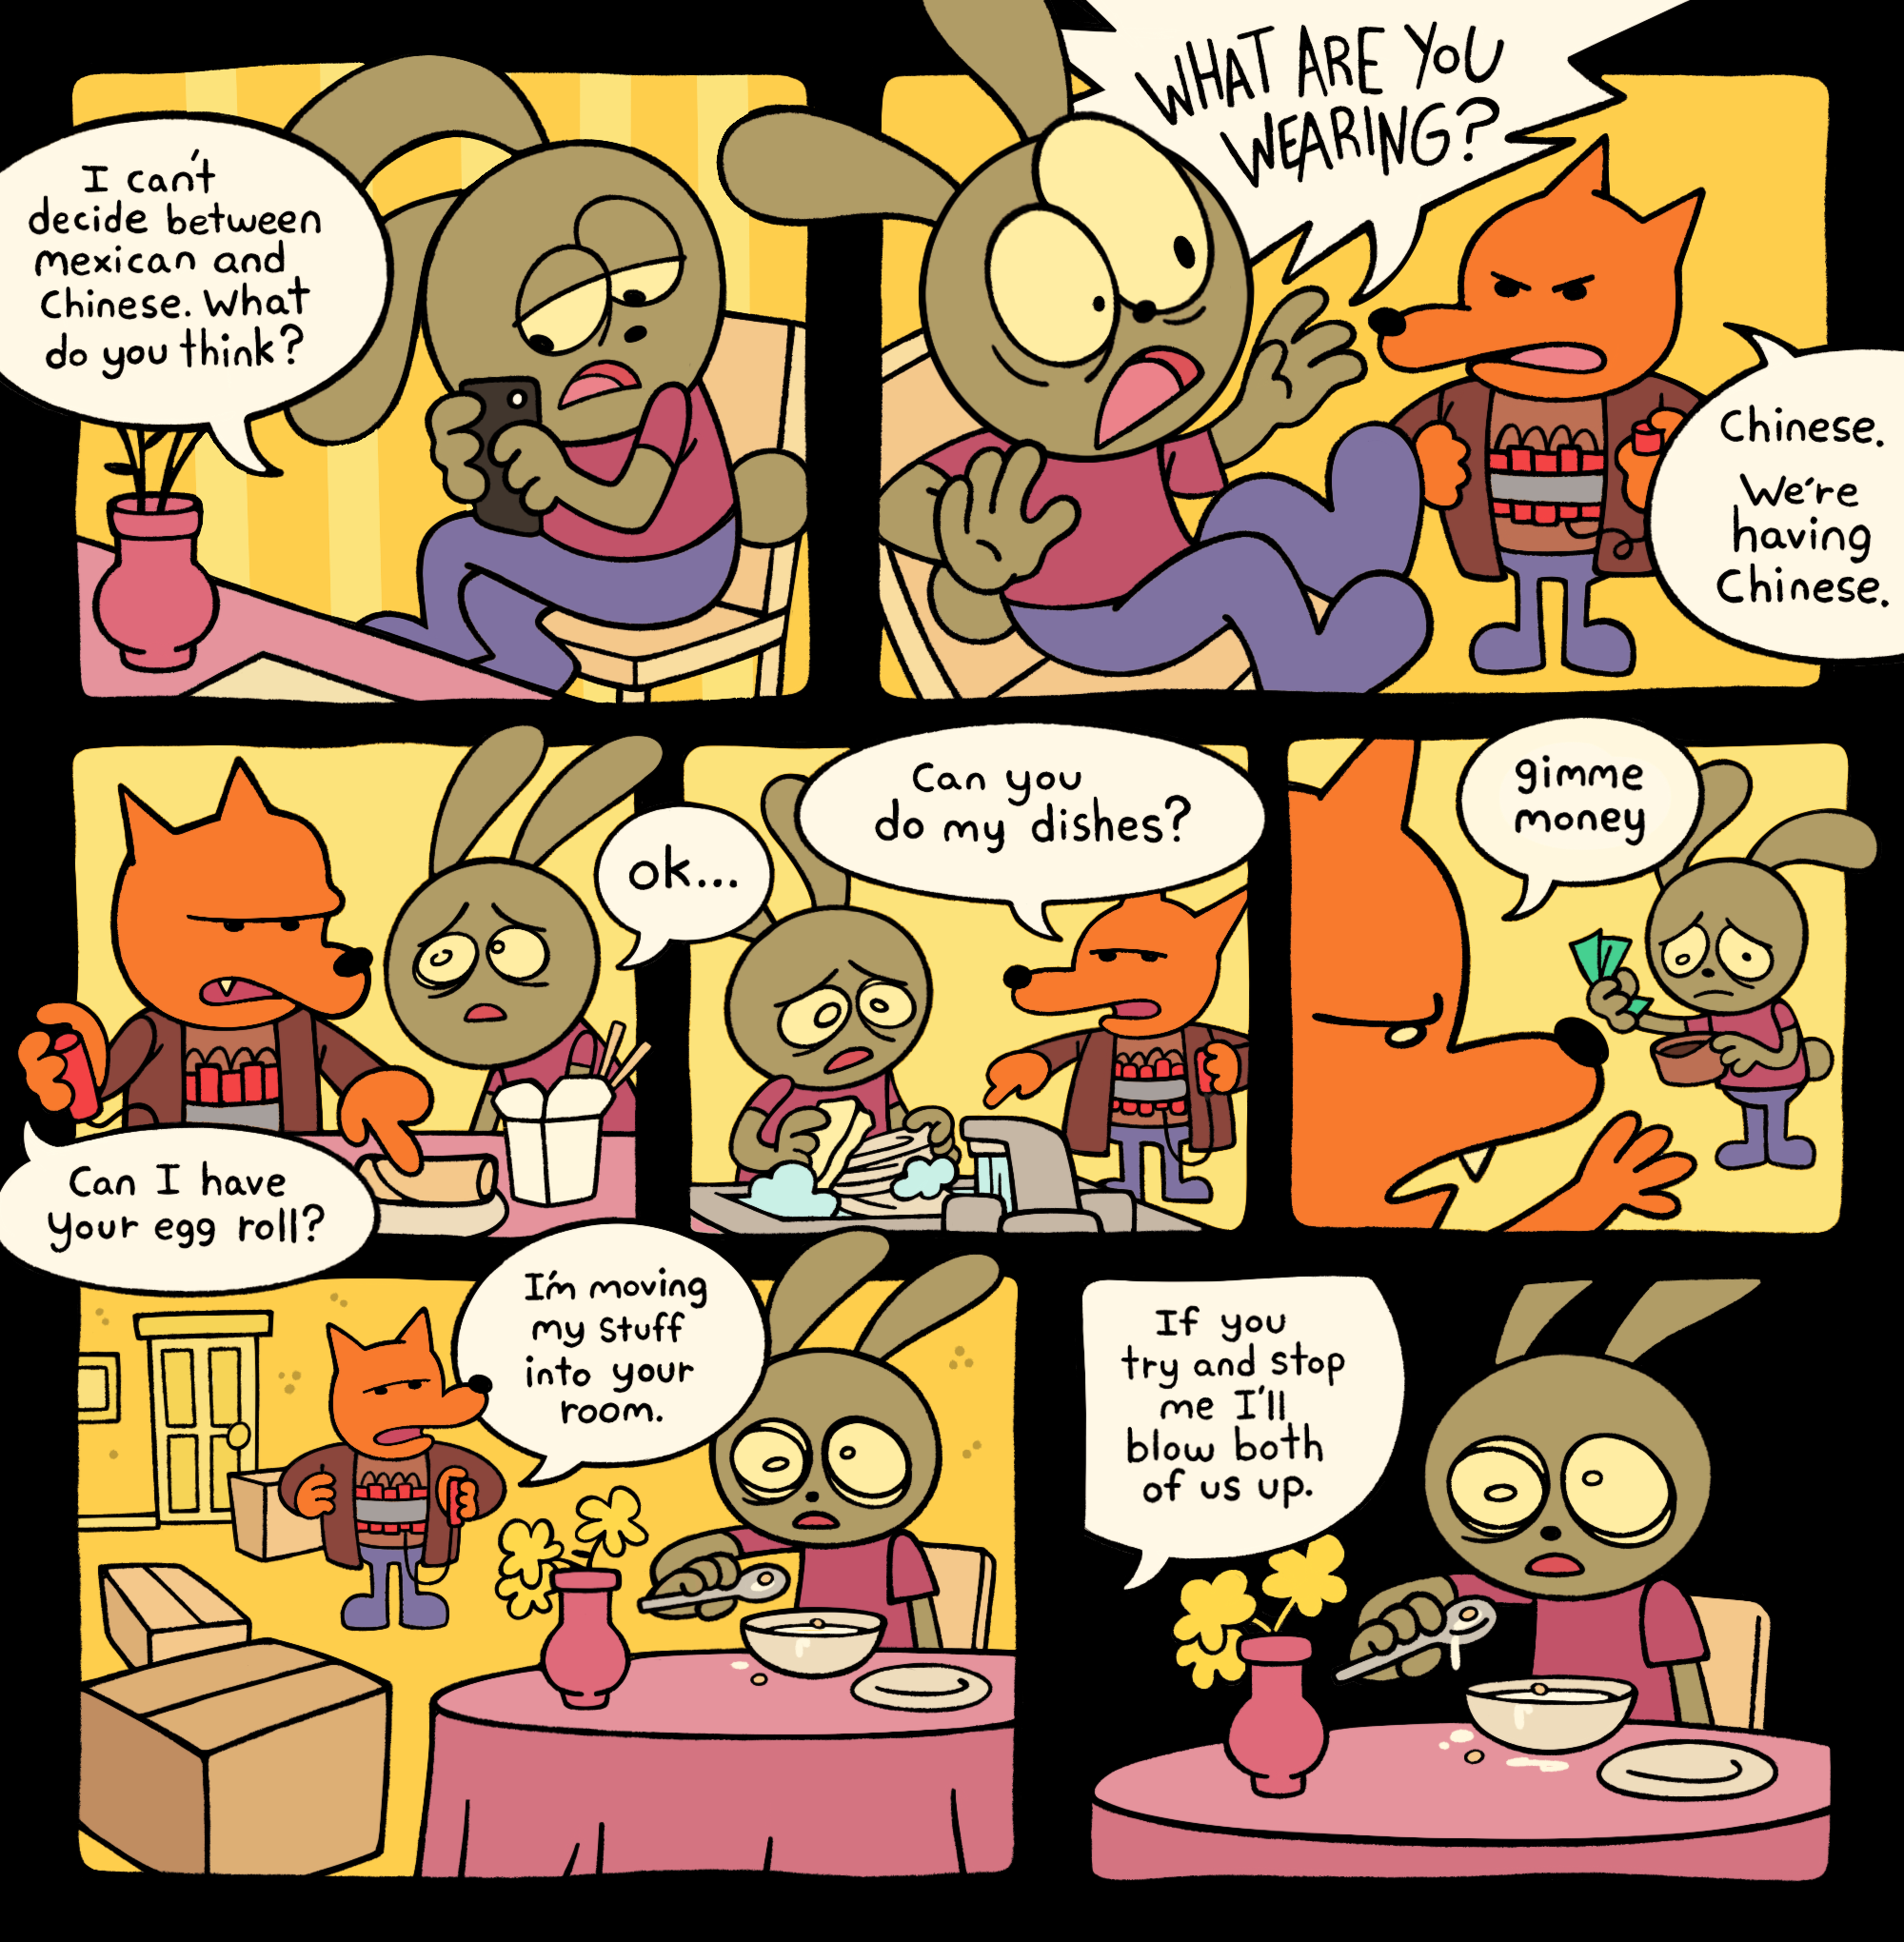 I can't
decide between
mexican and
Chinese. What
do you think?
WHAT ARE YOU
WEARING?
Chinese.
We're
having
Chinese.
Can I have
your egg roll?
ok...
Can you
do my dishes?
gimme
money
I'm moving
my stuff
into your
room.
If you
try and stop
me I'll
blow both
of us up.